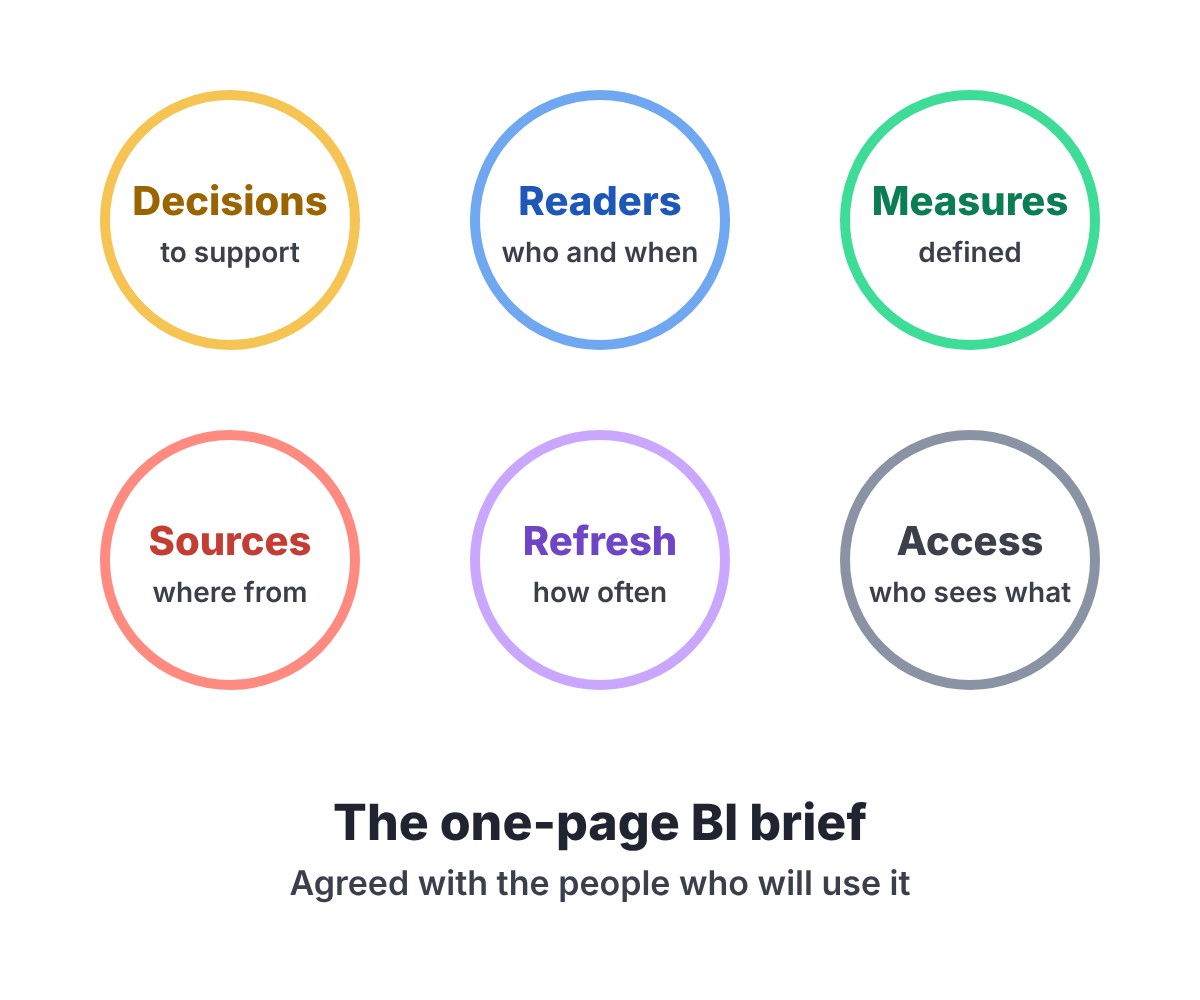 Decisions
to support
Readers
who and when
Measures
defined
Sources
where from
Refresh
how often
Access
who sees what
The one-page BI brief
Agreed with the people who will use it